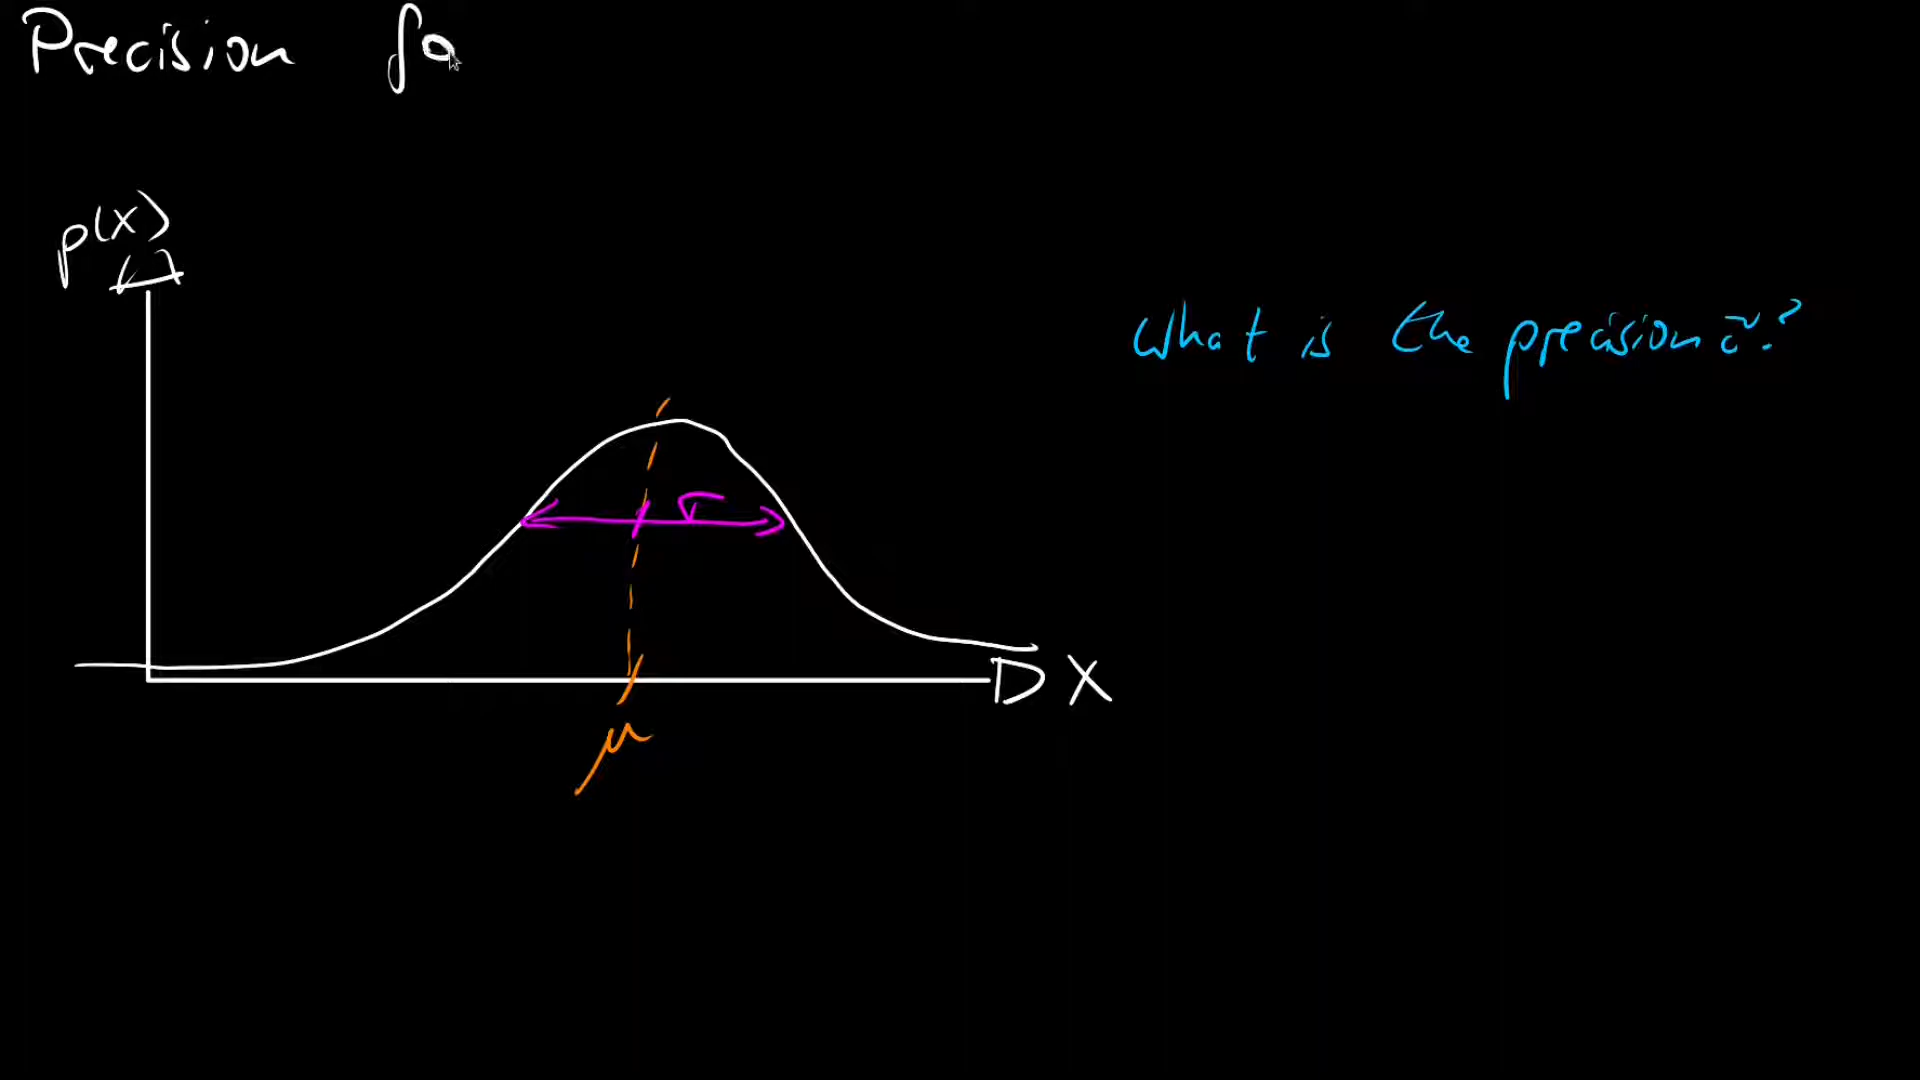 Precision fo
p(x)
What is the precision τ?
σ
X
μ